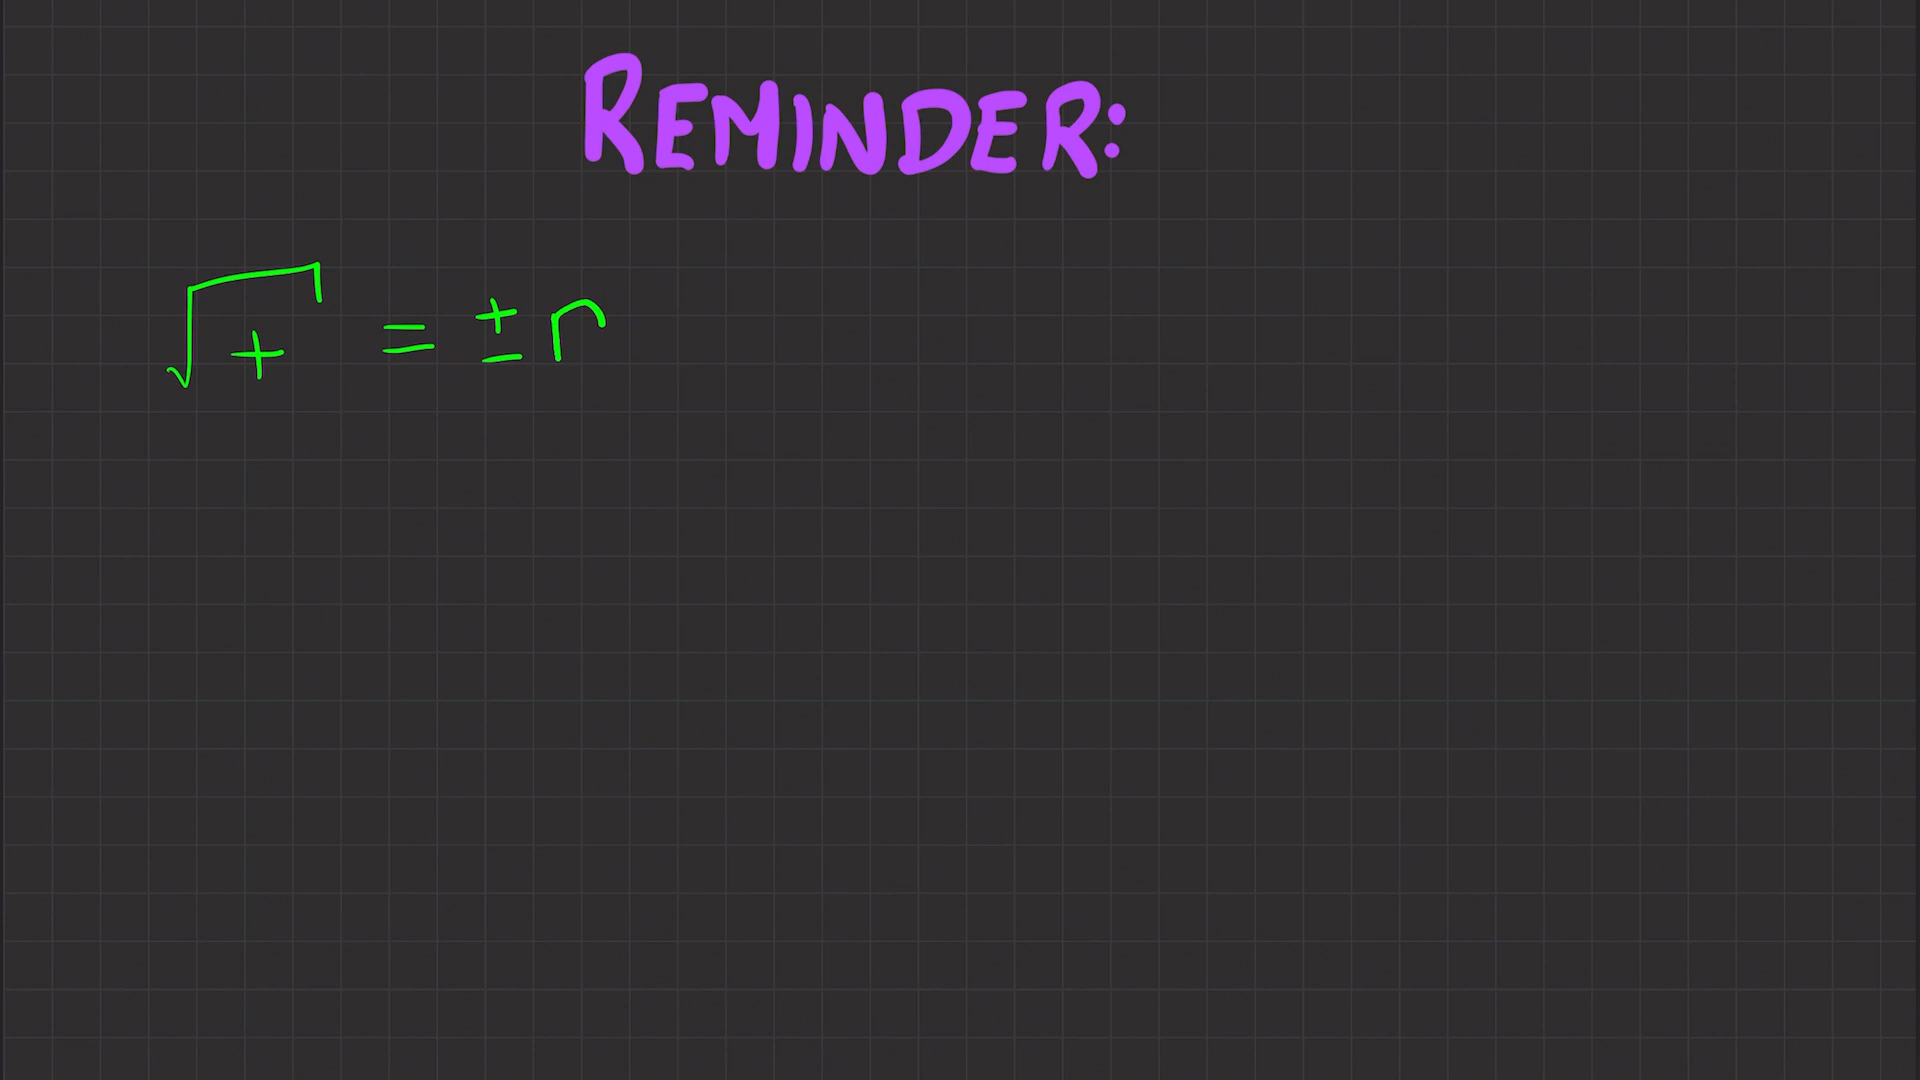 REMINDER:
√+ = ± r